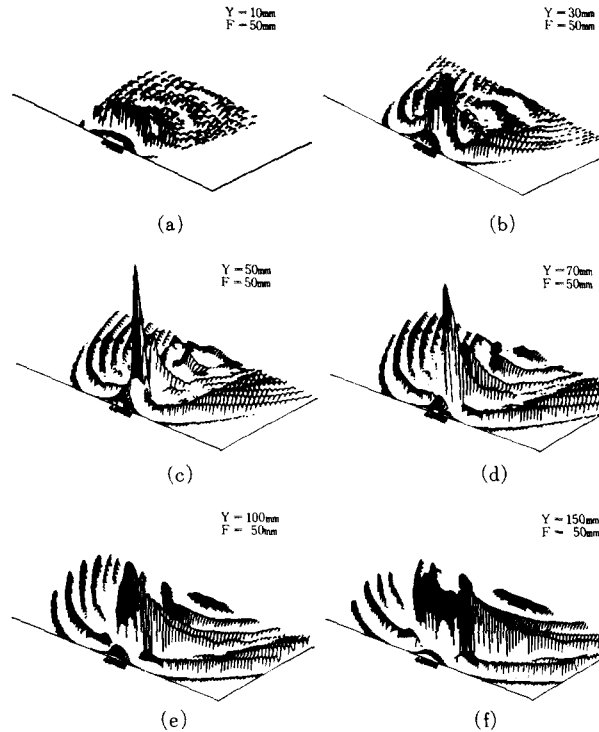 Y = 10mm
F = 50mm
(a)
Y = 30mm
F = 50mm
(b)
Y = 50mm
F = 50mm
(c)
Y = 70mm
F = 50mm
(d)
Y = 100mm
F = 50mm
(e)
Y = 150mm
F = 50mm
(f)